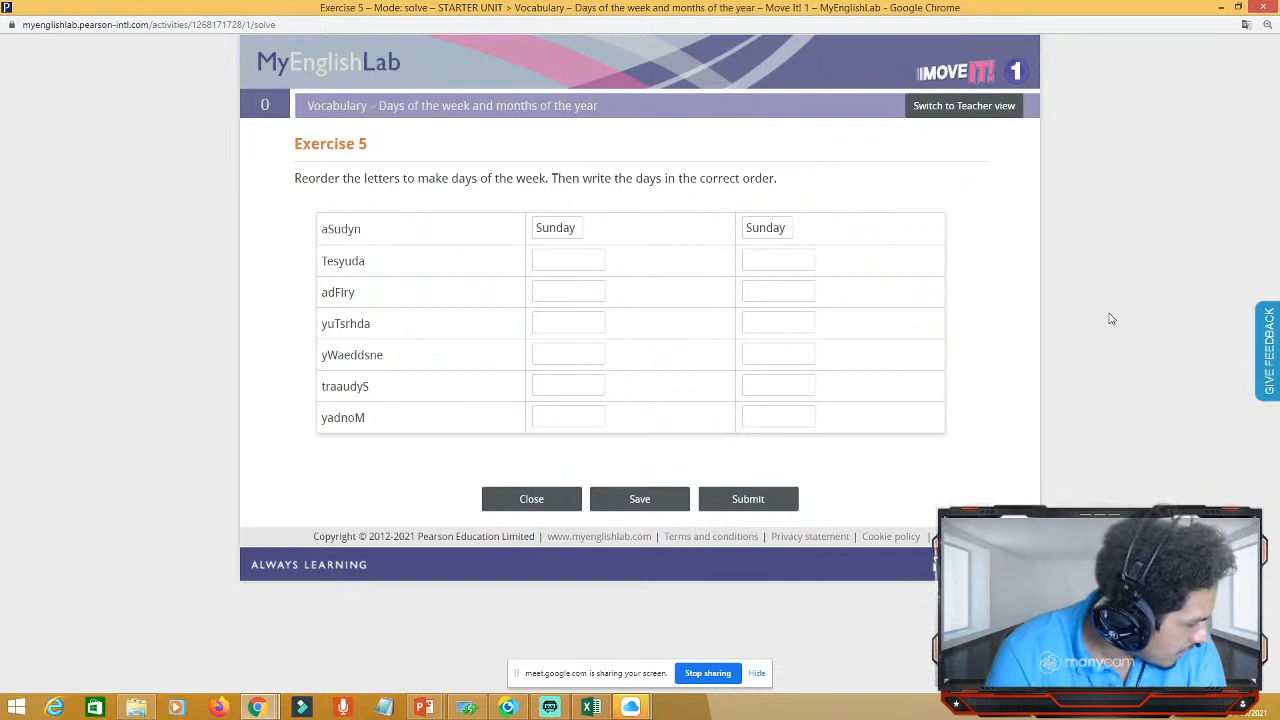 Exercise 5 – Mode: solve – STARTER UNIT > Vocabulary – Days of the week and months of the year – Move It! 1 – MyEnglishLab - Google Chrome
myenglishlab.pearson-intl.com/activities/1268171728/1/solve
MyEnglishLab
MOVE IT! 1
0 Vocabulary – Days of the week and months of the year Switch to Teacher view
Exercise 5
Reorder the letters to make days of the week. Then write the days in the correct order.
aSudyn Sunday Sunday
Tesyuda
adFiry
yuTsrhda
yWaeddsne
traaudyS
yadnoM
GIVE FEEDBACK
Close Save Submit
Copyright © 2012-2021 Pearson Education Limited | www.myenglishlab.com | Terms and conditions | Privacy statement | Cookie policy |
ALWAYS LEARNING
manycam
meet.google.com is sharing your screen. Stop sharing Hide